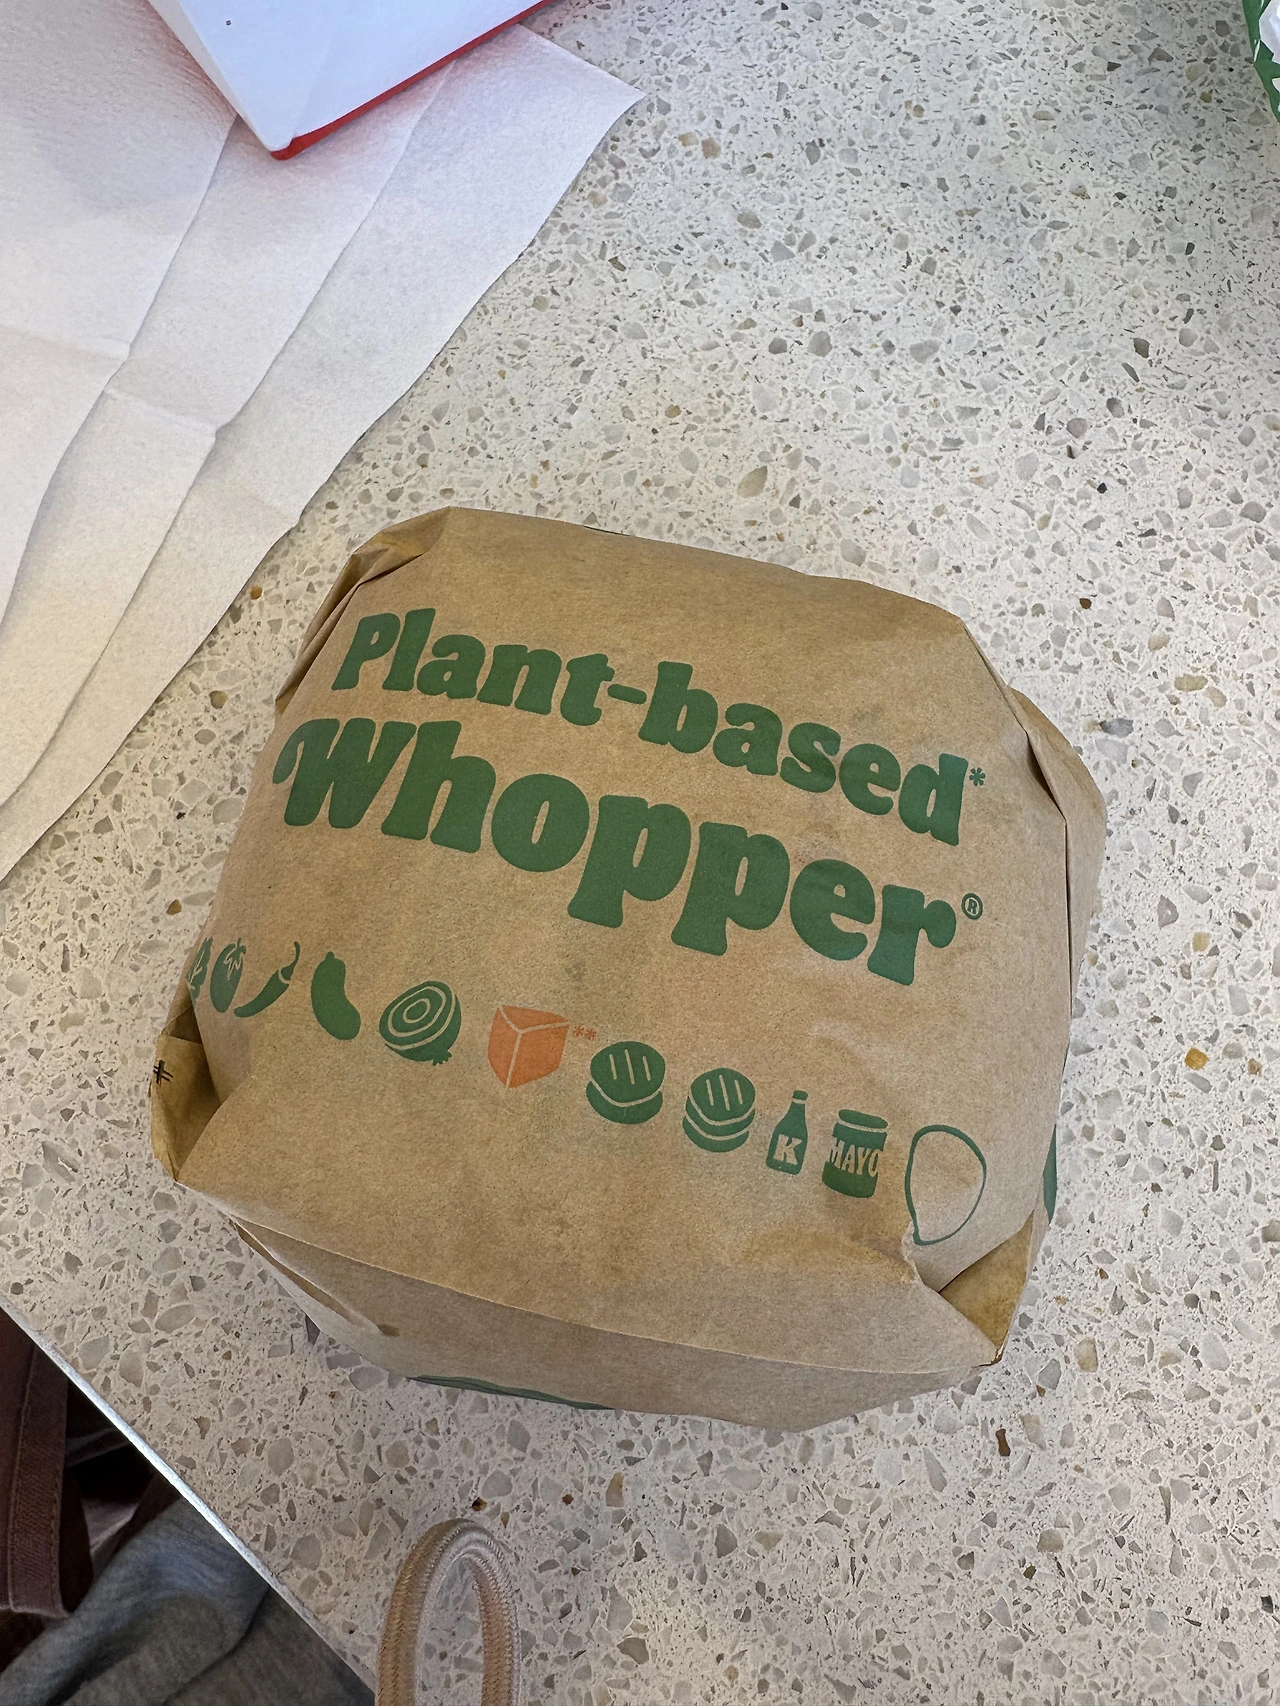 Plant-based*
Whopper®
**
K
MAYO